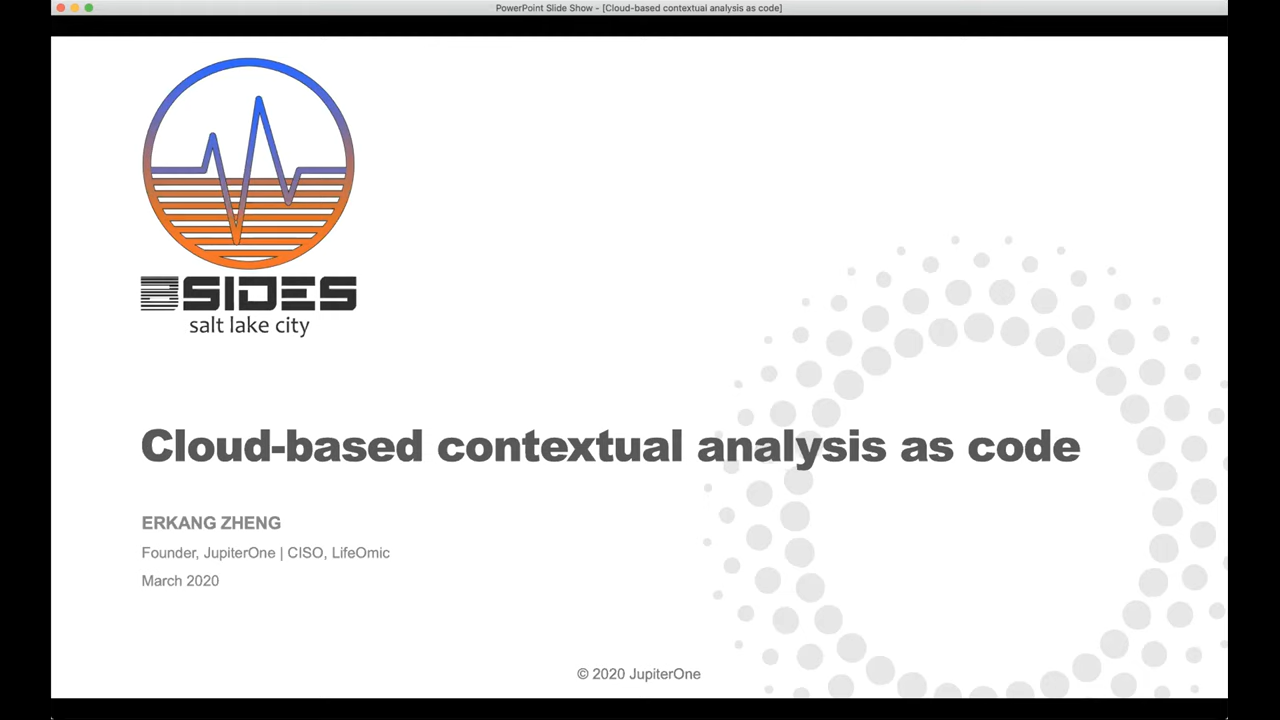 PowerPoint Slide Show - [Cloud-based contextual analysis as code]
BSIDES
salt lake city
Cloud-based contextual analysis as code
ERKANG ZHENG
Founder, JupiterOne | CISO, LifeOmic
March 2020
© 2020 JupiterOne